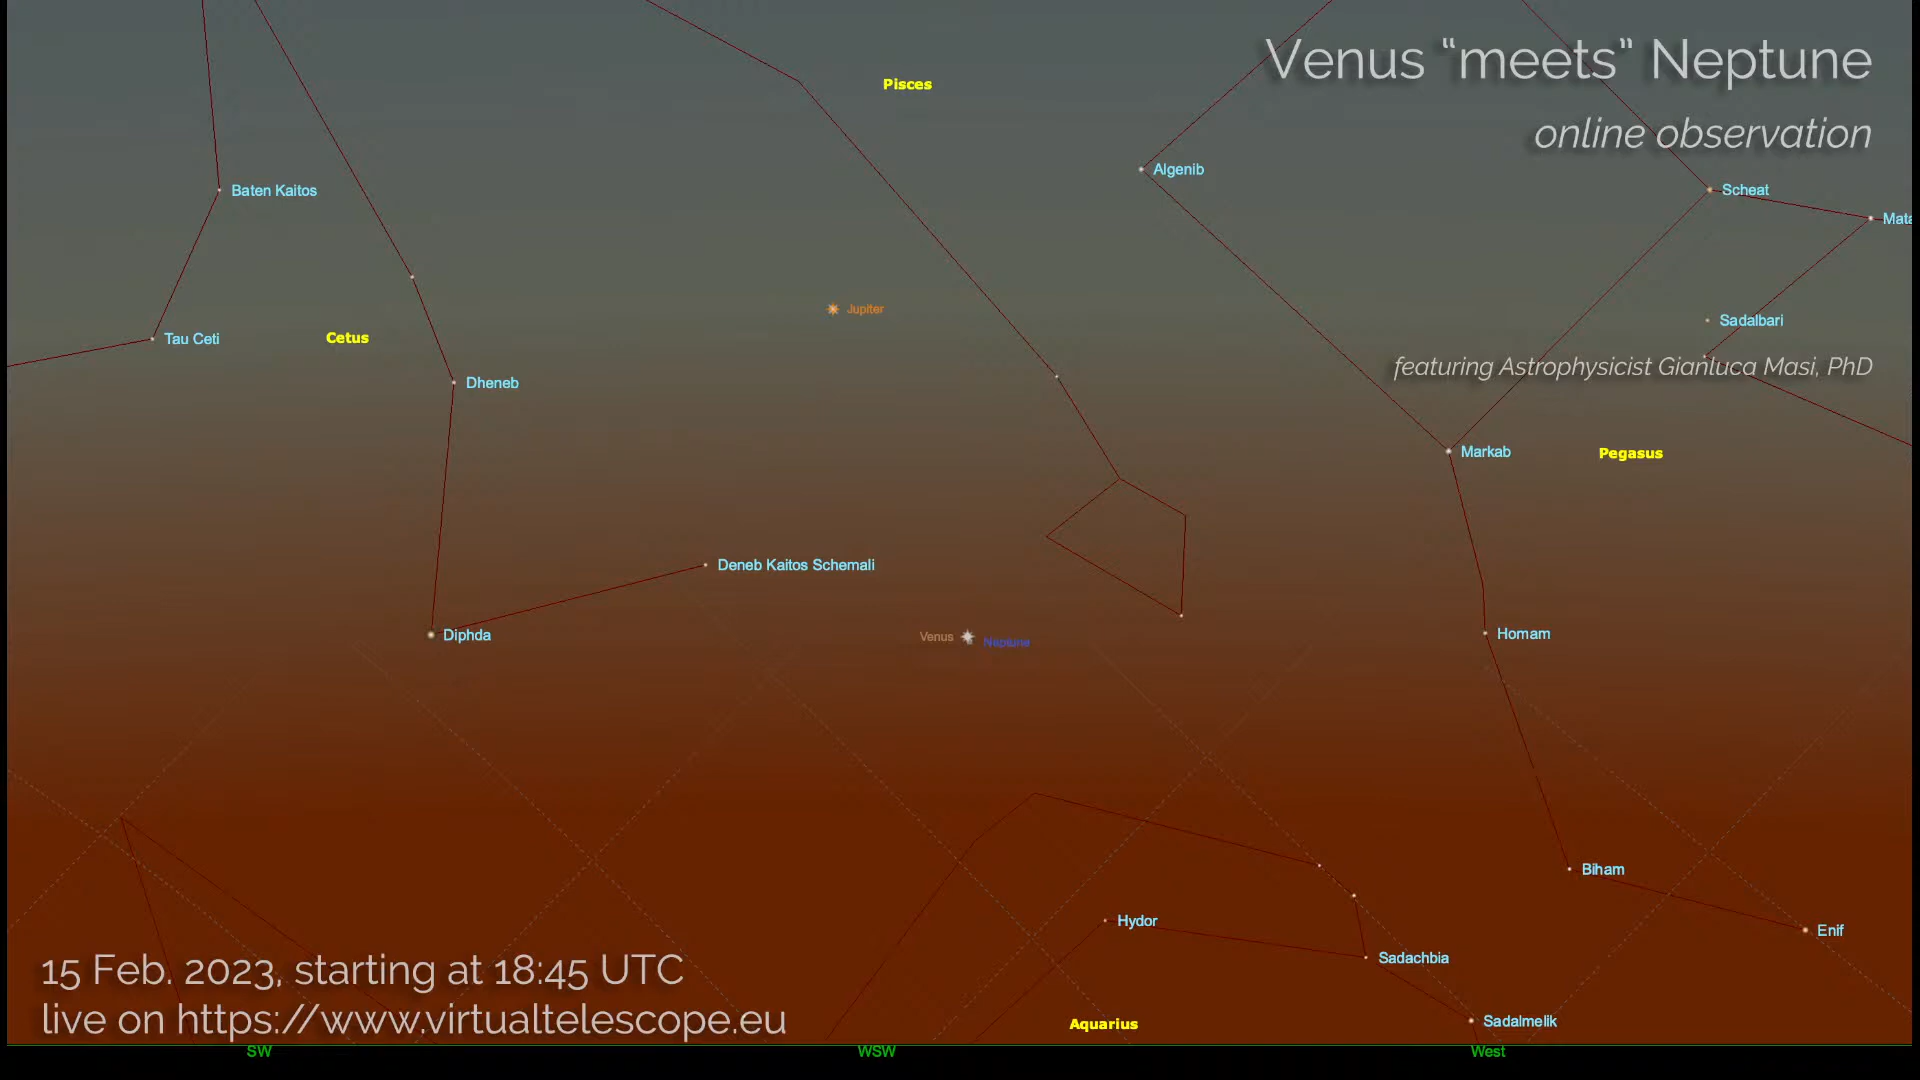 Venus “meets” Neptune
online observation
Pisces
Algenib
Scheat
Baten Kaitos
Jupiter
Sadalbari
Tau Ceti
Cetus
featuring Astrophysicist Gianluca Masi, PhD
Dheneb
Markab
Pegasus
Deneb Kaitos Schemali
Diphda
Venus
Neptune
Homam
Biham
Hydor
Enif
Sadachbia
15 Feb. 2023, starting at 18:45 UTC
live on https://www.virtualtelescope.eu
Aquarius
Sadalmelik
SW
WSW
West